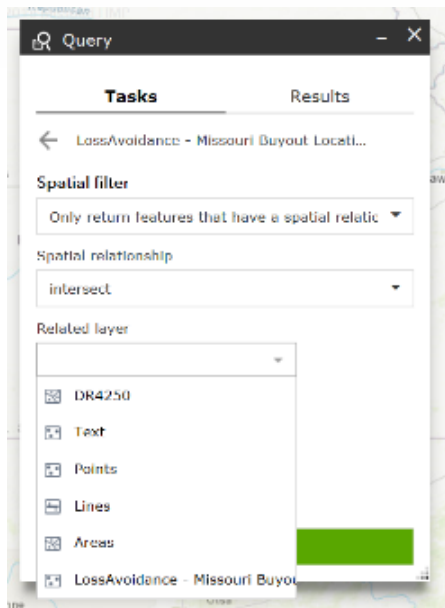 Query
Tasks Results
LossAvoidance - Missouri Buyout Locati...
Spatial filter
Only return features that have a spatial relatic
Spatial relationship
intersect
Related layer
DR4250
Text
Points
Lines
Areas
LossAvoidance - Missouri Buyou